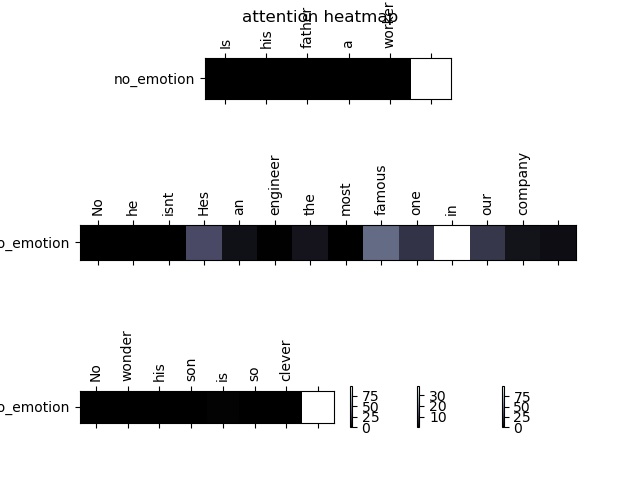 attention heatmap
Is his father a worker
no_emotion
No he isnt Hes an engineer the most famous one in our company
o_emotion
No wonder his son is so clever
o_emotion
75 30 75
50 20 50
25 10 25
0 0